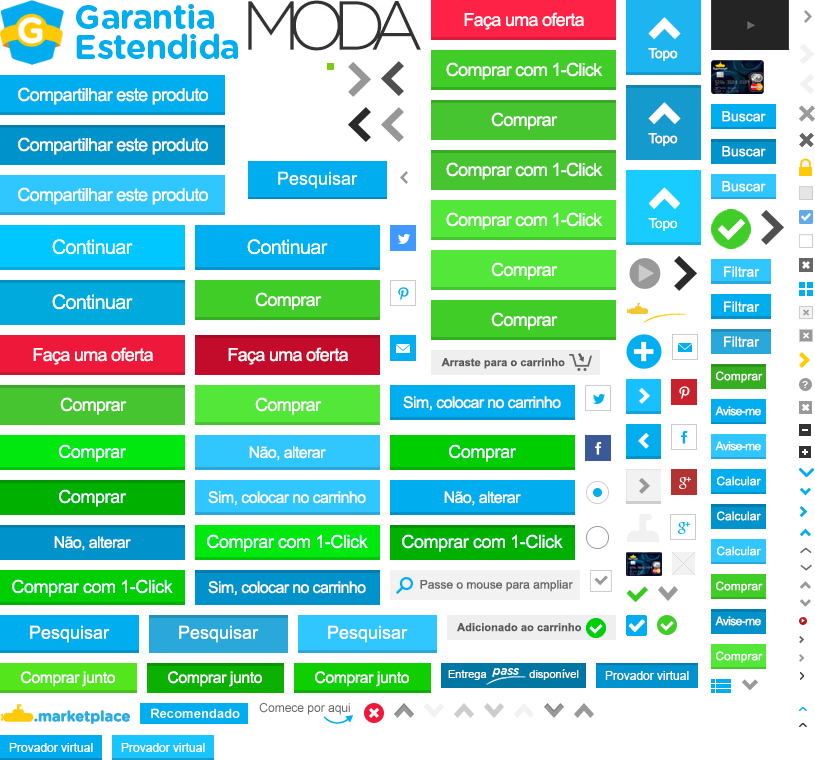 Garantia
Estendida
MODA
Faça uma oferta
Topo
Comprar com 1-Click
Compartilhar este produto
Comprar
Topo
Buscar
Compartilhar este produto
Buscar
Comprar com 1-Click
Pesquisar
Compartilhar este produto
Buscar
Comprar com 1-Click
Topo
Continuar
Continuar
Comprar
Filtrar
Continuar
Comprar
Filtrar
Comprar
Filtrar
Faça uma oferta
Faça uma oferta
Arraste para o carrinho
Comprar
Comprar
Comprar
Sim, colocar no carrinho
Avise-me
Comprar
Não, alterar
Comprar
Avise-me
Calcular
Comprar
Sim, colocar no carrinho
Não, alterar
Calcular
Não, alterar
Comprar com 1-Click
Comprar com 1-Click
Calcular
Comprar com 1-Click
Sim, colocar no carrinho
Passe o mouse para ampliar
Comprar
Pesquisar
Pesquisar
Pesquisar
Adicionado ao carrinho
Avise-me
Comprar
Comprar junto
Comprar junto
Comprar junto
Entrega pass disponível
Provador virtual
.marketplace
Recomendado
Comece por aqui
Provador virtual
Provador virtual